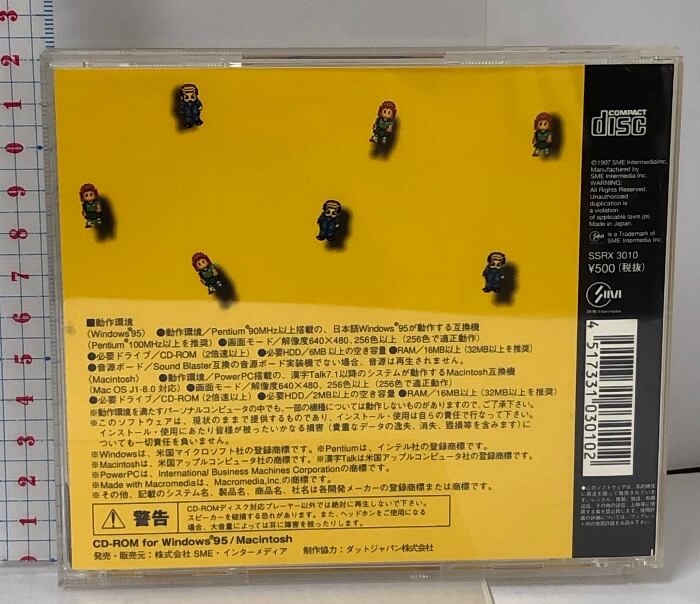 ■動作環境
〈Windows®95〉 ●動作環境／Pentium®90MHz以上搭載の、日本語Windows®95が動作する互換機
(Pentium®100MHz以上を推奨) ●画面モード／解像度640×480、256色以上（256色で適正動作）
●必要ドライブ／CD-ROM（2倍速以上） ●必要HDD／6MB以上の空き容量 ●RAM／16MB以上（32MB以上を推奨）
●音源ボード／Sound Blaster互換の音源ボード実装機でない場合、音源は再生されません。
〈Macintosh〉 ●動作環境／PowerPC搭載の、漢字Talk7.1以降のシステムが動作するMacintosh互換機
(Mac OS J1-8.0 対応) ●画面モード／解像度640×480、256色以上（256色で適正動作）
●必要ドライブ／CD-ROM（2倍速以上） ●必要HDD／2MB以上の空き容量 ●RAM／16MB以上（32MB以上を推奨）
※動作環境を満たすパーソナルコンピュータの中でも、一部の機種については動作しないものがありますので、ご了承下さい。
※このソフトウェアは、現状のままで提供するものであり、インストール・使用は自らの責任で行なって下さい。
インストール・使用にあたり皆様が被ったいかなる損害（貴重なデータの逸失、消失、毀損等を含みます）に
ついても一切責任を負いません。
※Windowsは、米国マイクロソフト社の登録商標です。※Pentiumは、インテル社の登録商標です。
※Macintoshは、米国アップルコンピュータ社の商標です。※漢字Talkは米国アップルコンピュータ社の登録商標です。
※PowerPCは、International Business Machines Corporationの商標です。
※Made with Macromediaは、Macromedia,Inc.の商標です。
※その他、記載のシステム名、製品名、商品名、社名は各開発メーカーの登録商標または商標です。
警告
CD-ROMディスク対応プレーヤー以外では絶対に再生しないで下さい。
スピーカーを破損する恐れがあります。また、ヘッドホンをご使用になる
場合、大音量によっては耳に障害を被ったりします。
CD-ROM for Windows®95/Macintosh
発売・販売元：株式会社 SME・インターメディア 制作協力：ダットジャパン株式会社
COMPACT
disc
©1997 SME Intermedia Inc.
Manufactured by
SME Intermedia Inc.
WARNING:
All Rights Reserved.
Unauthorized
duplication is
a violation
of applicable laws.(js)
Made in Japan.
is a Trademark of
SME Intermedia Inc.
SSRX 3010
¥500（税抜）
SIM
SME Intermedia
4 517331 030102
3
2
1
0
9
8
7
6
5
4
3
2
1